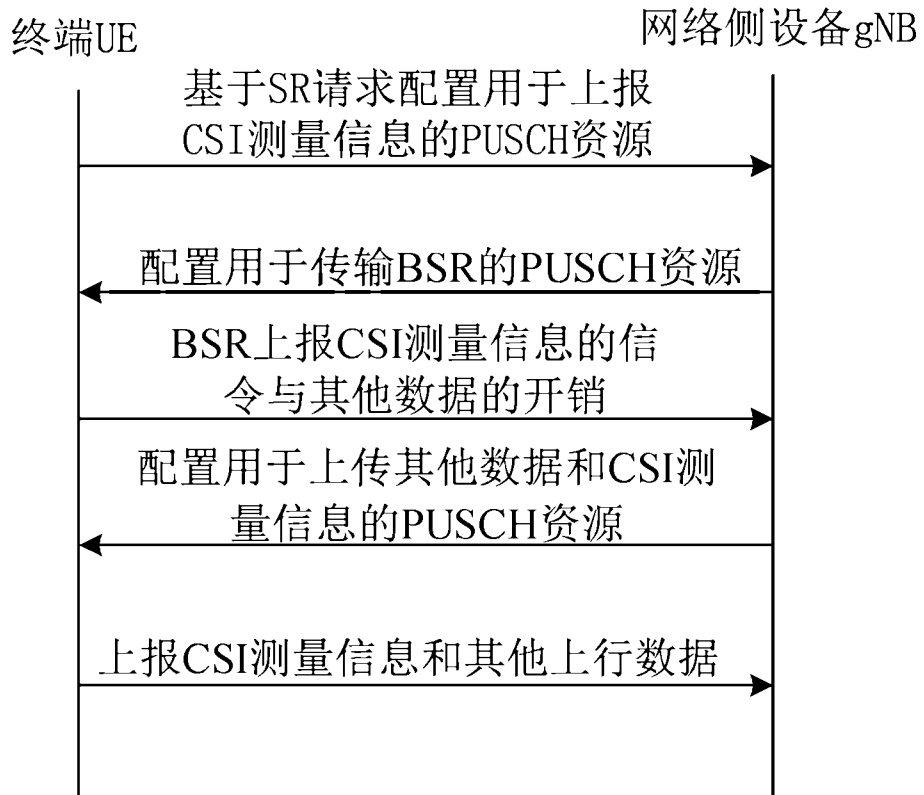 终端UE
网络侧设备gNB
基于SR请求配置用于上报
CSI测量信息的PUSCH资源
配置用于传输BSR的PUSCH资源
BSR上报CSI测量信息的信
令与其他数据的开销
配置用于上传其他数据和CSI测
量信息的PUSCH资源
上报CSI测量信息和其他上行数据